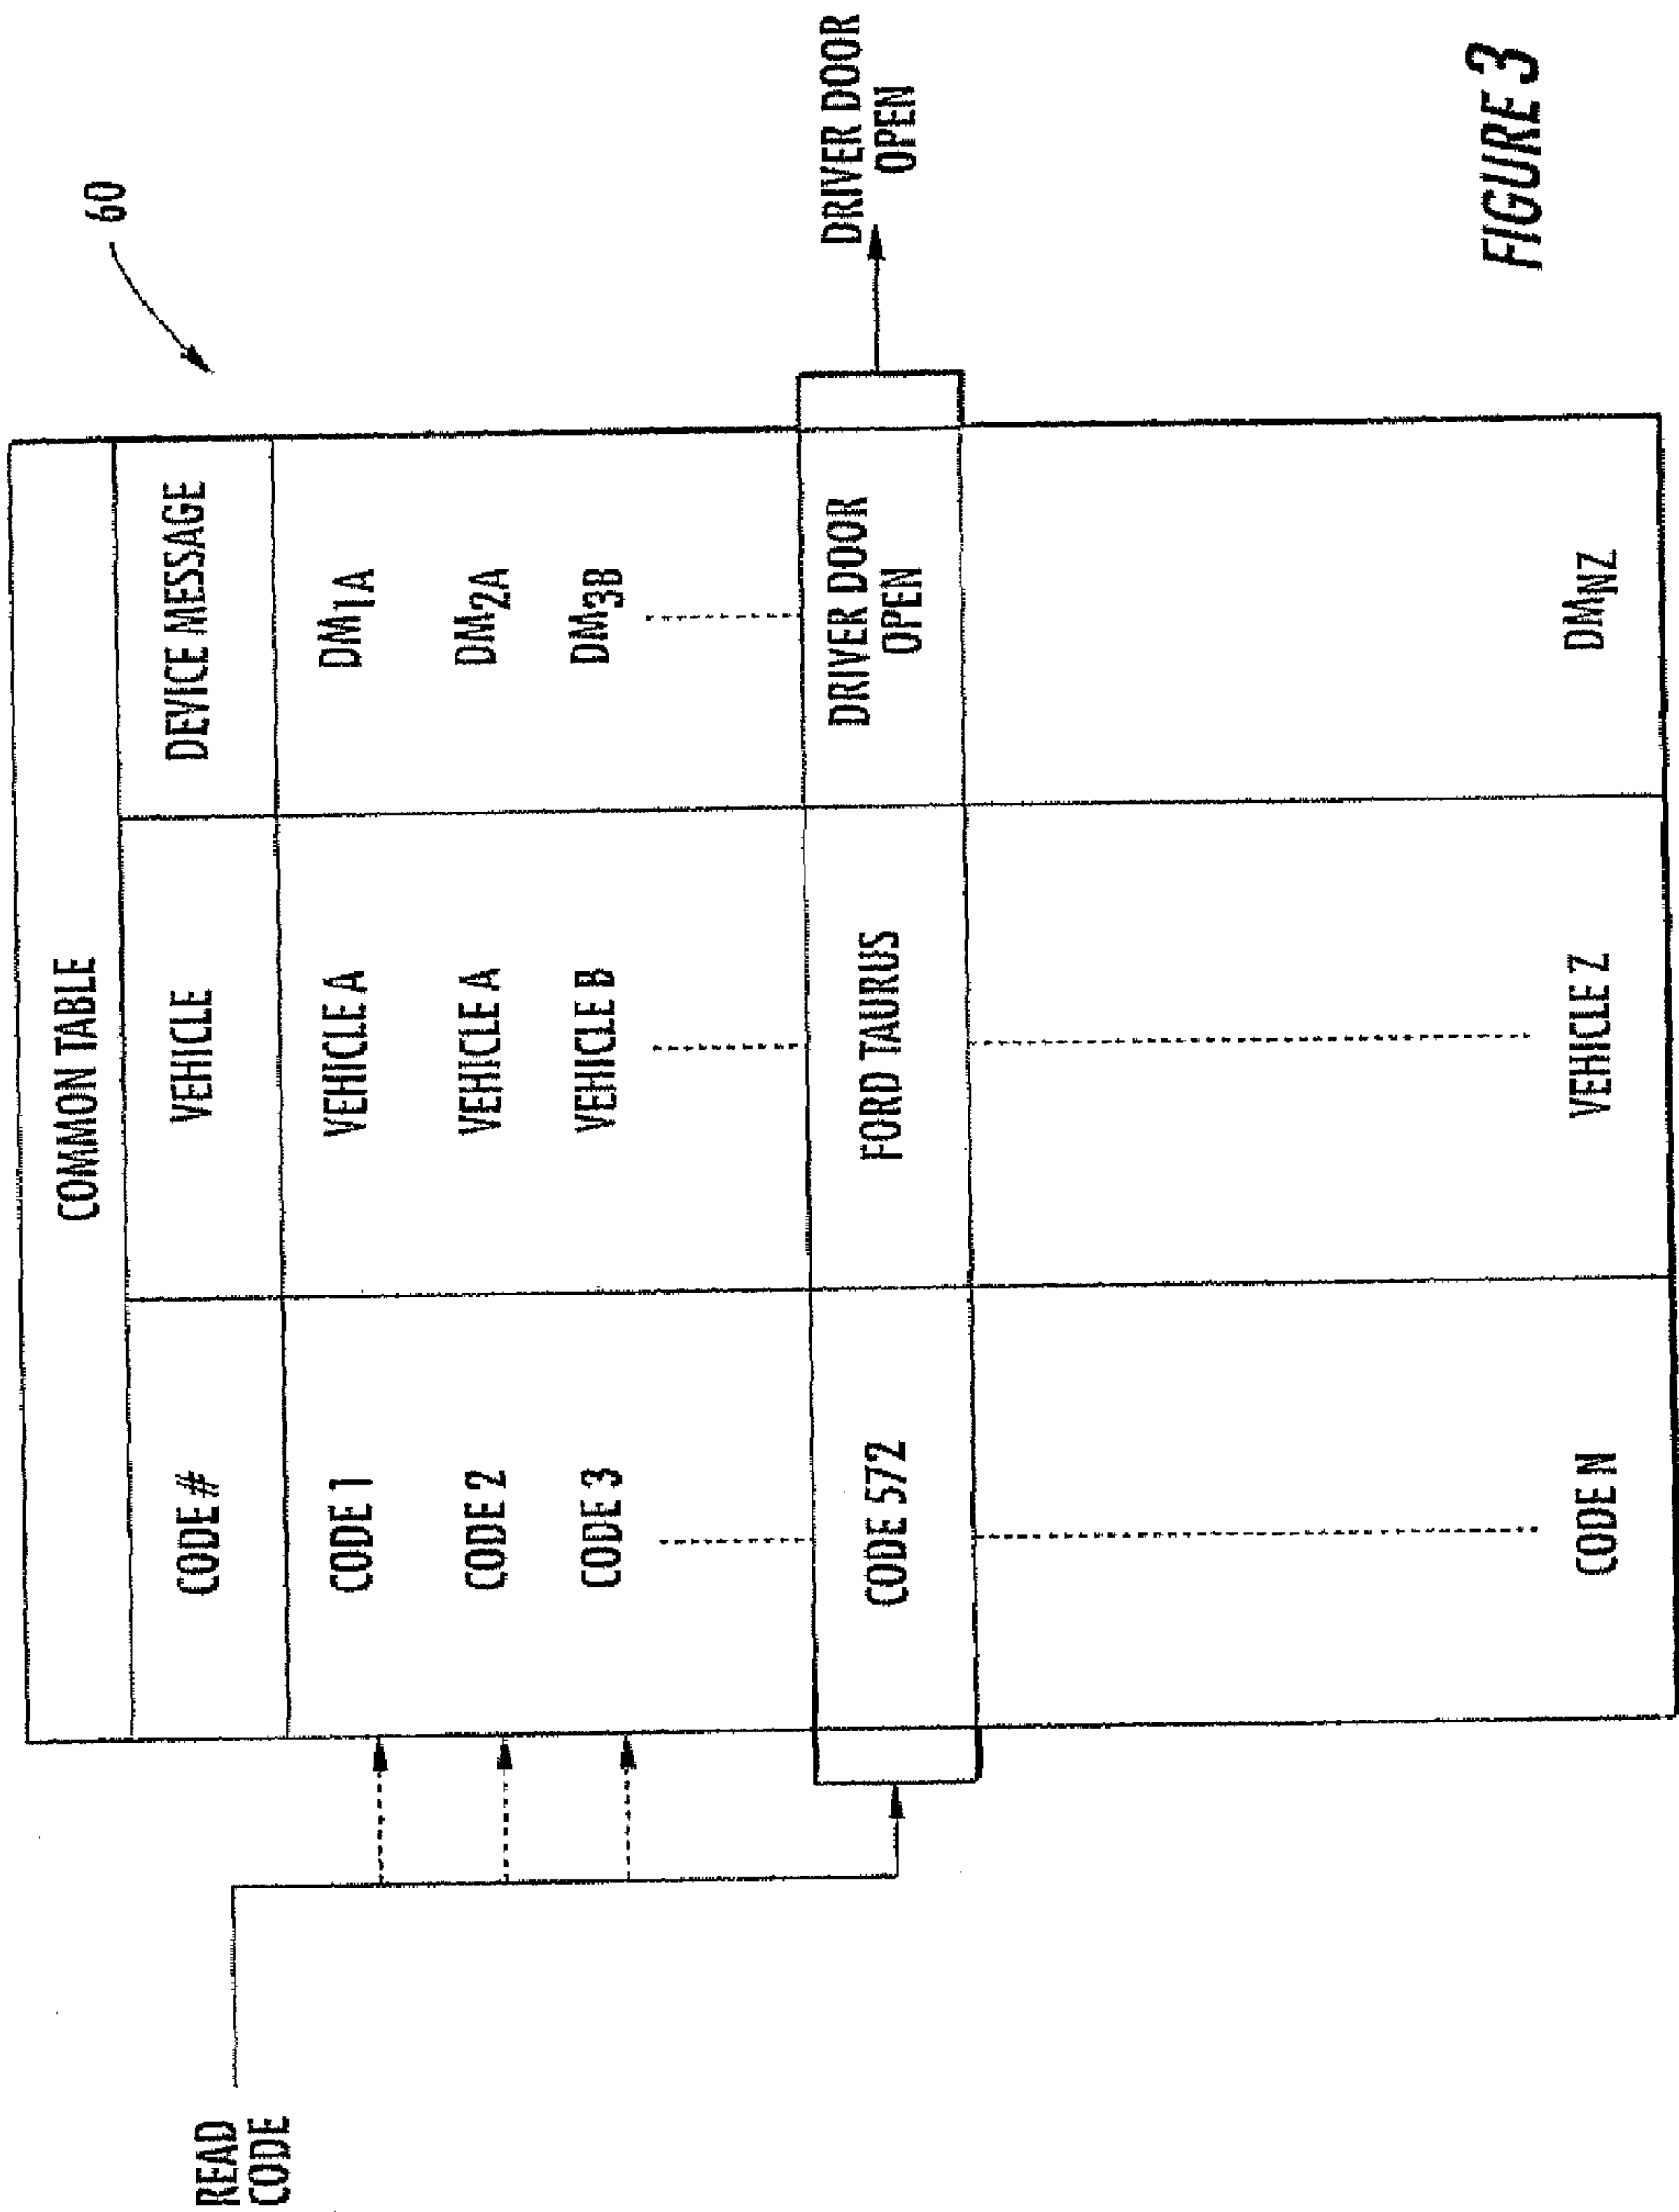 60
COMMON TABLE
CODE # VEHICLE DEVICE MESSAGE
READ
CODE
CODE 1 VEHICLE A DM1A
CODE 2 VEHICLE A DM2A
CODE 3 VEHICLE B DM3B
CODE 572 FORD TAURUS DRIVER DOOR
OPEN
DRIVER DOOR
OPEN
CODE N VEHICLE Z DMNZ
FIGURE 3